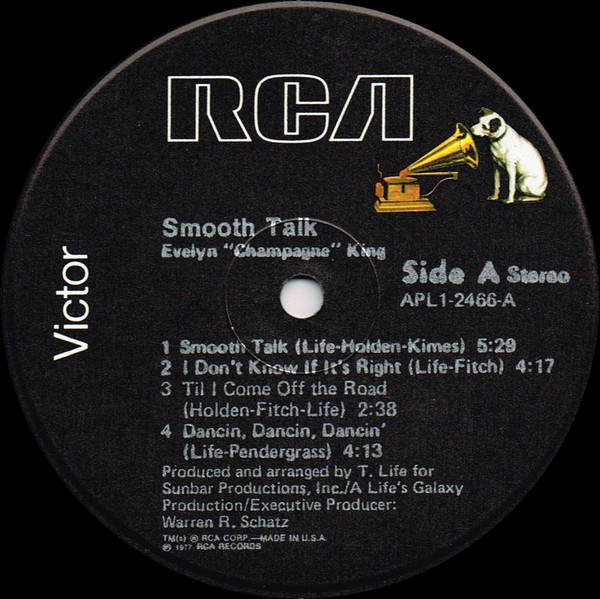 RCA
Victor
Smooth Talk
Evelyn "Champagne" King
Side A Stereo
APL1-2466-A
1 Smooth Talk (Life-Holden-Kimes) 5:29
2 I Don't Know If It's Right (Life-Fitch) 4:17
3 Til I Come Off the Road
(Holden-Fitch-Life) 2:38
4 Dancin, Dancin, Dancin'
(Life-Pendergrass) 4:13
Produced and arranged by T. Life for
Sunbar Productions, Inc./A Life's Galaxy
Production/Executive Producer:
Warren R. Schatz
TM(s) ® RCA CORP.—MADE IN U.S.A.
℗ 1977 RCA RECORDS